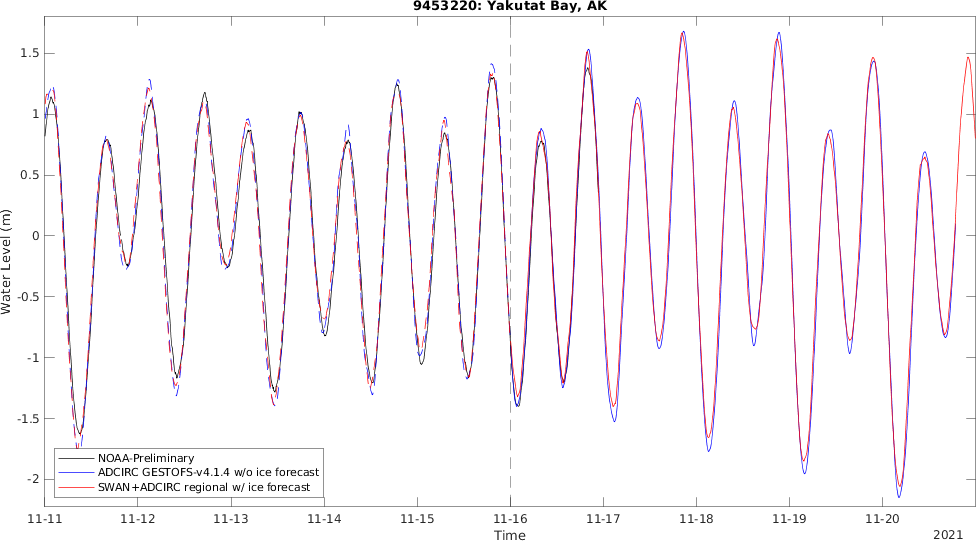 9453220: Yakutat Bay, AK
Water Level (m)
1.5
1
0.5
0
-0.5
-1
-1.5
-2
NOAA-Preliminary
ADCIRC GESTOFS-v4.1.4 w/o ice forecast
SWAN+ADCIRC regional w/ ice forecast
11-11 11-12 11-13 11-14 11-15 11-16 11-17 11-18 11-19 11-20
Time
2021